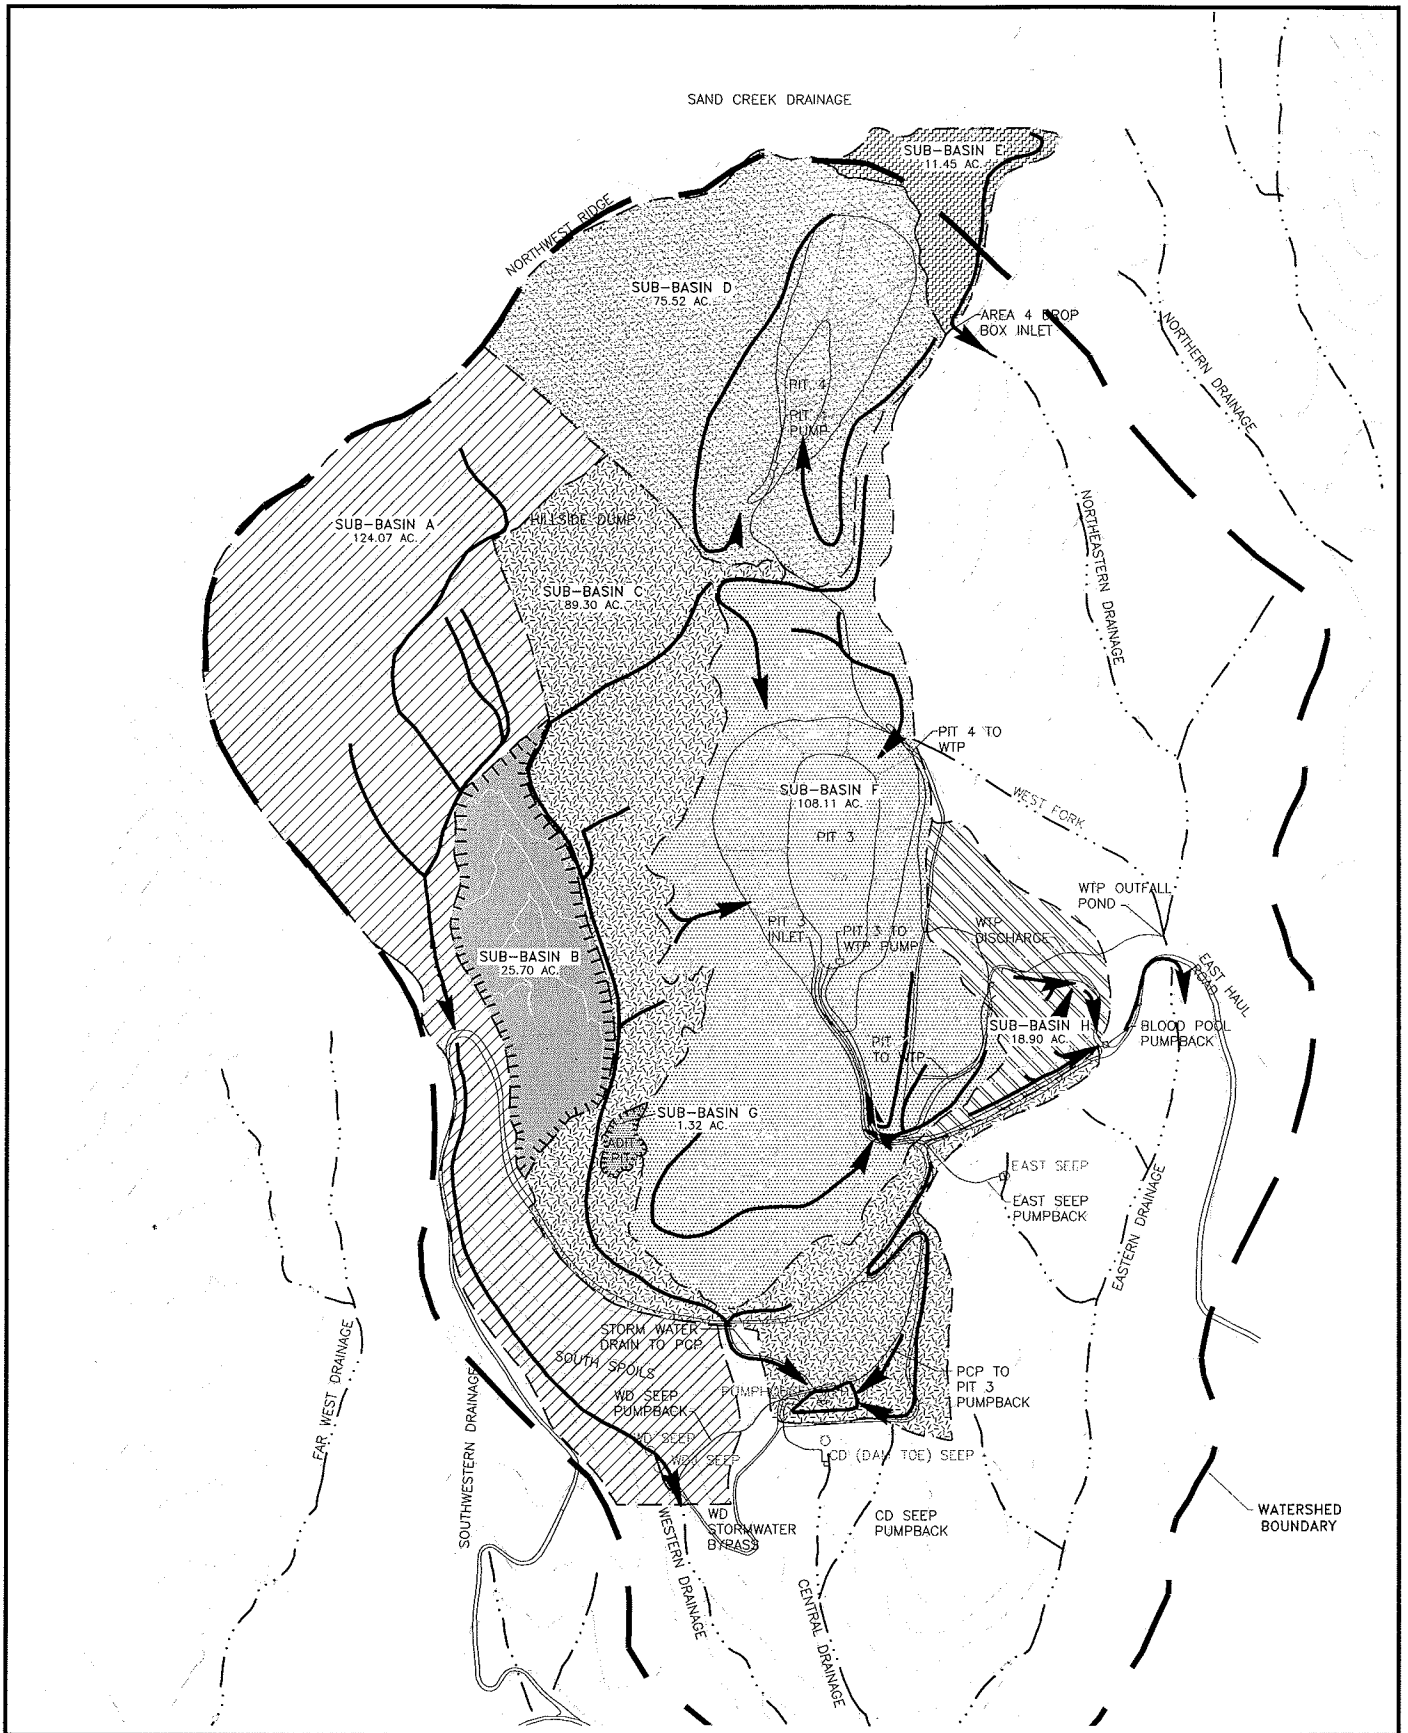 SAND CREEK DRAINAGE
SUB-BASIN E
11.45 AC.
NORTHWEST RIDGE
SUB-BASIN D
75.52 AC.
AREA 4 DROP
BOX INLET
NORTHERN DRAINAGE
PIT 4
PIT 4
PUMP
SUB-BASIN A
124.07 AC.
HILLSIDE DUMP
NORTHEASTERN DRAINAGE
SUB-BASIN C
89.30 AC.
PIT 4 TO
WTP
SUB-BASIN F
108.11 AC.
WEST FORK
PIT 3
WTP OUTFALL
POND
PIT 3
INLET
PIT 3 TO
WTP PUMP
WTP
DISCHARGE
SUB-BASIN B
25.70 AC.
EAST HAUL
ROAD
SUB-BASIN H
18.90 AC.
BLOOD POOL
PUMPBACK
PIT
TO WTP
SUB-BASIN G
1.32 AC.
ADIT
PIT
EAST SEEP
EAST SEEP
PUMPBACK
EASTERN DRAINAGE
STORM WATER
DRAIN TO PCP
SOUTH SPOILS
FAR WEST DRAINAGE
SOUTHWESTERN DRAINAGE
WD SEEP
PUMPBACK
PCP TO
PIT 3
PUMPBACK
WD SEEP
SEEP
CD (DAM TOE) SEEP
WD
STORMWATER
BYPASS
CD SEEP
PUMPBACK
WATERSHED
BOUNDARY
WESTERN DRAINAGE
CENTRAL DRAINAGE